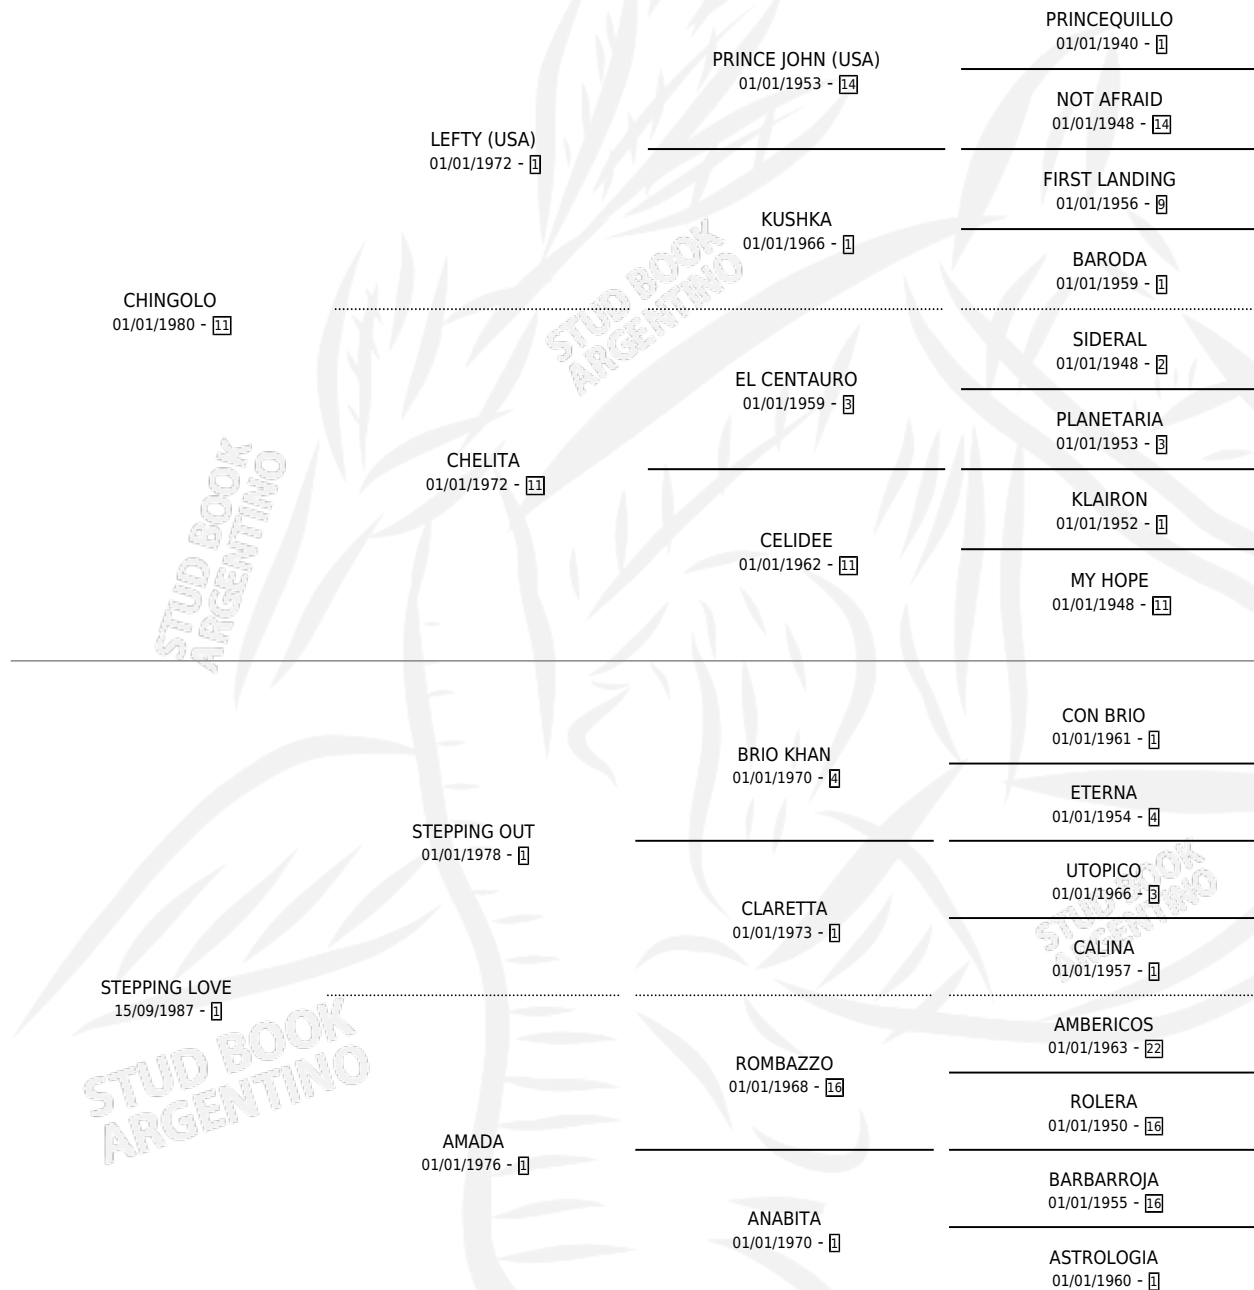 PRINCEQUILLO
01/01/1940 - 1
PRINCE JOHN (USA)
01/01/1953 - 14
NOT AFRAID
01/01/1948 - 14
LEFTY (USA)
01/01/1972 - 1
FIRST LANDING
01/01/1956 - 9
KUSHKA
01/01/1966 - 1
BARODA
01/01/1959 - 1
CHINGOLO
01/01/1980 - 11
SIDERAL
01/01/1948 - 2
EL CENTAURO
01/01/1959 - 3
PLANETARIA
01/01/1953 - 3
CHELITA
01/01/1972 - 11
KLAIRON
01/01/1952 - 1
CELIDEE
01/01/1962 - 11
MY HOPE
01/01/1948 - 11
CON BRIO
01/01/1961 - 1
BRIO KHAN
01/01/1970 - 4
ETERNA
01/01/1954 - 4
STEPPING OUT
01/01/1978 - 1
UTOPICO
01/01/1966 - 3
CLARETTA
01/01/1973 - 1
CALINA
01/01/1957 - 1
STEPPING LOVE
15/09/1987 - 1
AMBERICOS
01/01/1963 - 22
ROMBAZZO
01/01/1968 - 16
ROLERA
01/01/1950 - 16
AMADA
01/01/1976 - 1
BARBARROJA
01/01/1955 - 16
ANABITA
01/01/1970 - 1
ASTROLOGIA
01/01/1960 - 1
STUD BOOK
ARGENTINO
STUD BOOK
ARGENTINO
STUD BOOK
ARGENTINO
STUD BOOK
ARGENTINO